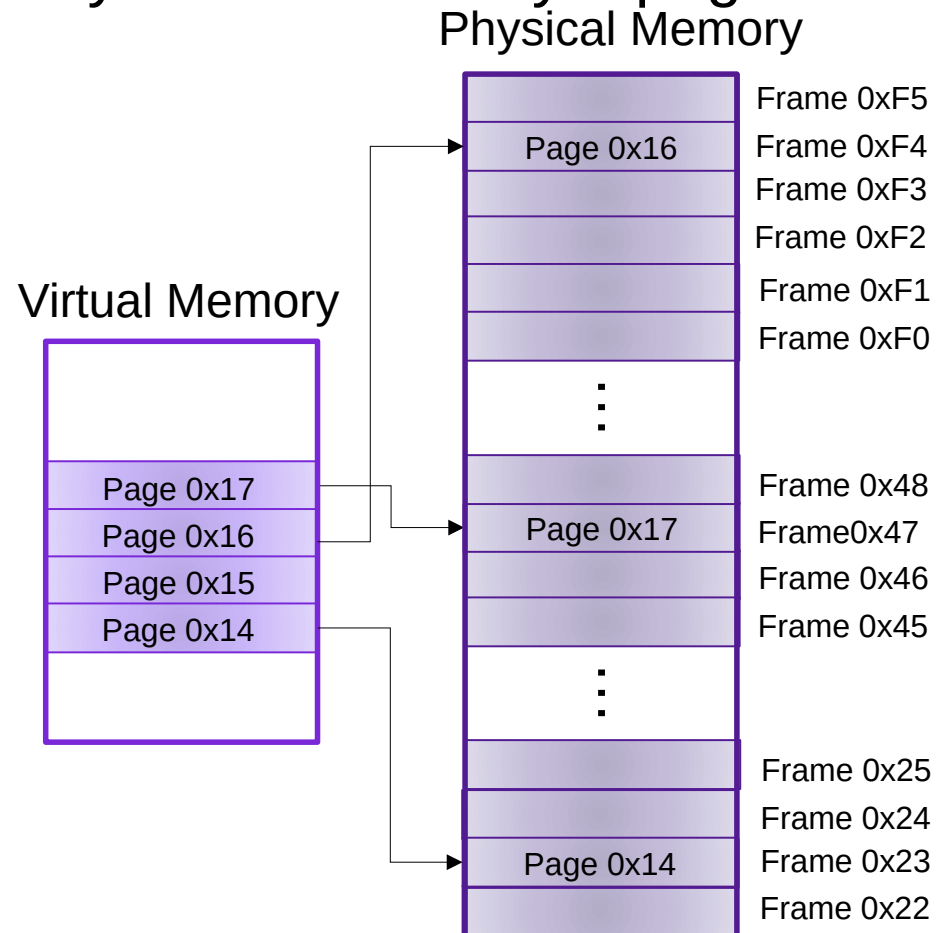 Physical Memory
Frame 0xF5
Page 0x16 Frame 0xF4
Frame 0xF3
Frame 0xF2
Virtual Memory
Frame 0xF1
Frame 0xF0
⋮
Page 0x17
Frame 0x48
Page 0x16
Page 0x17 Frame0x47
Page 0x15
Frame 0x46
Page 0x14
Frame 0x45
⋮
Frame 0x25
Frame 0x24
Page 0x14 Frame 0x23
Frame 0x22